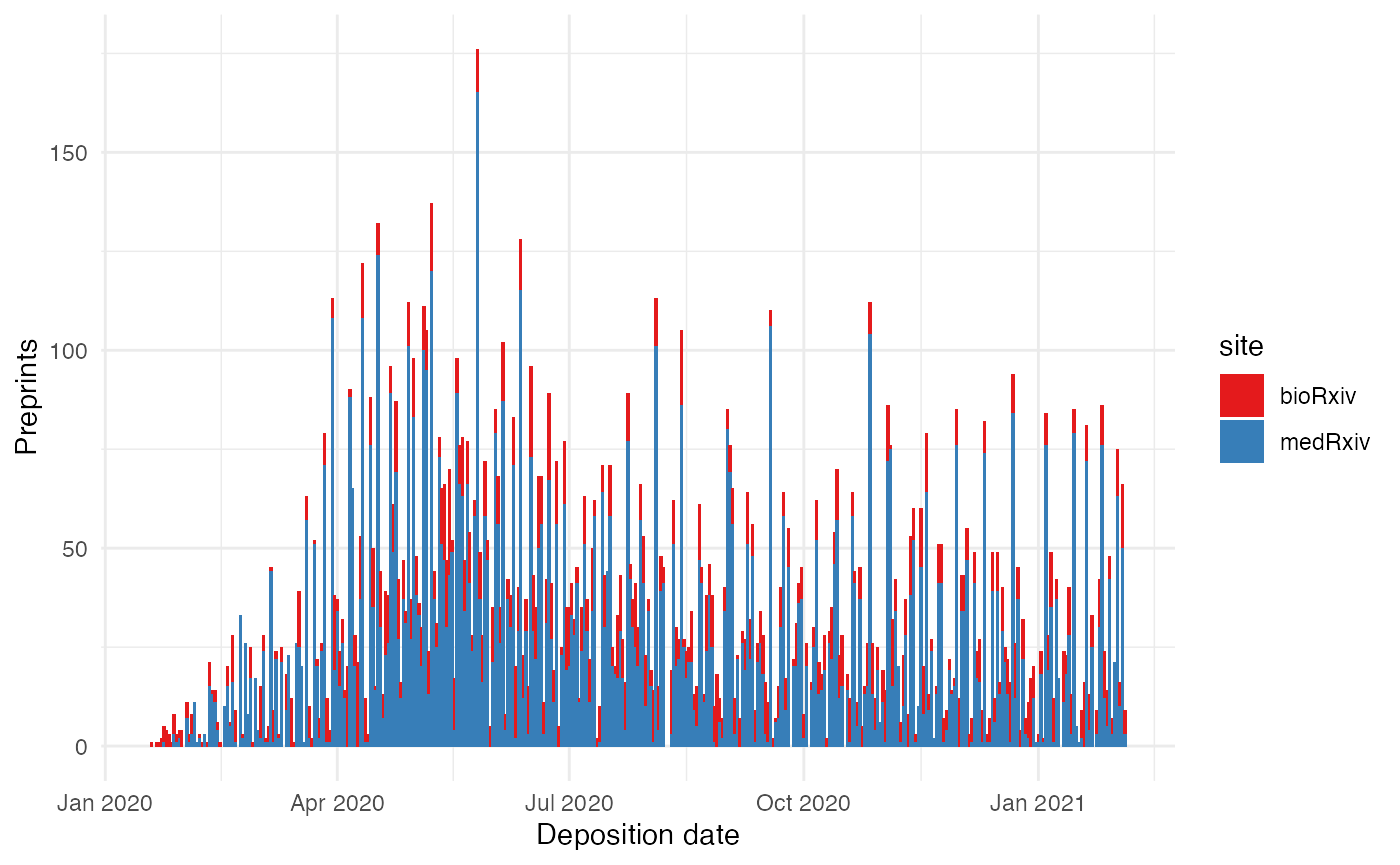 150
100
50
0
Preprints
Jan 2020
Apr 2020
Jul 2020
Oct 2020
Jan 2021
Deposition date
site
bioRxiv
medRxiv